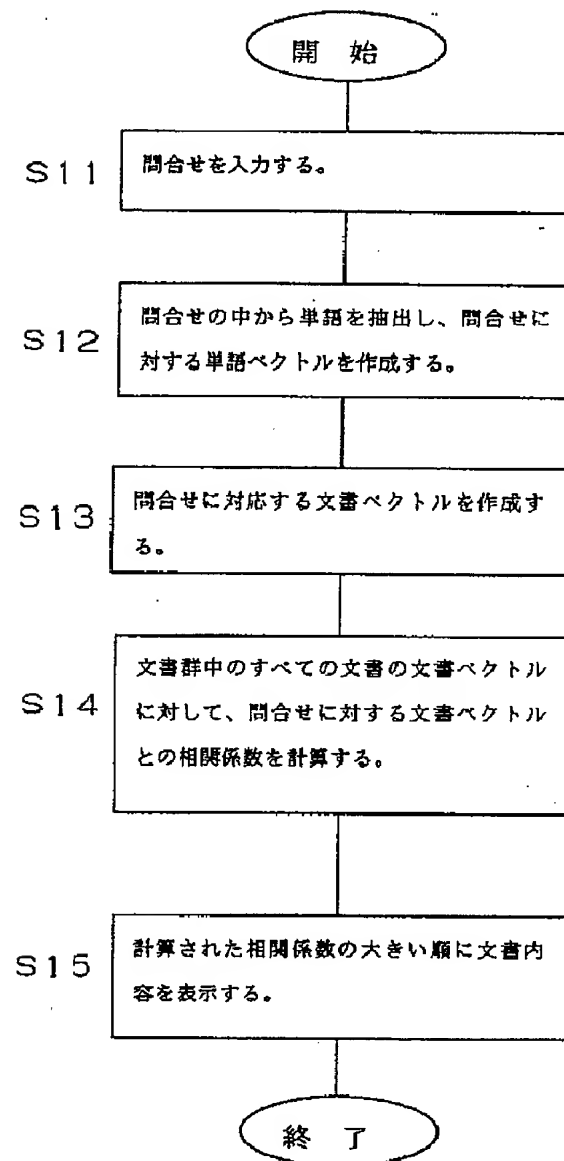 開 始
S11
問合せを入力する。
S12
問合せの中から単語を抽出し、問合せに
対する単語ベクトルを作成する。
S13
問合せに対応する文書ベクトルを作成す
る。
S14
文書群中のすべての文書の文書ベクトル
に対して、問合せに対する文書ベクトル
との相関係数を計算する。
S15
計算された相関係数の大きい順に文書内
容を表示する。
終 了